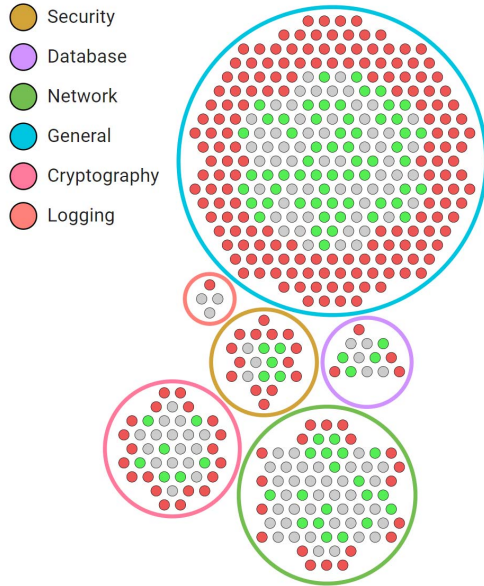 Security
Database
Network
General
Cryptography
Logging